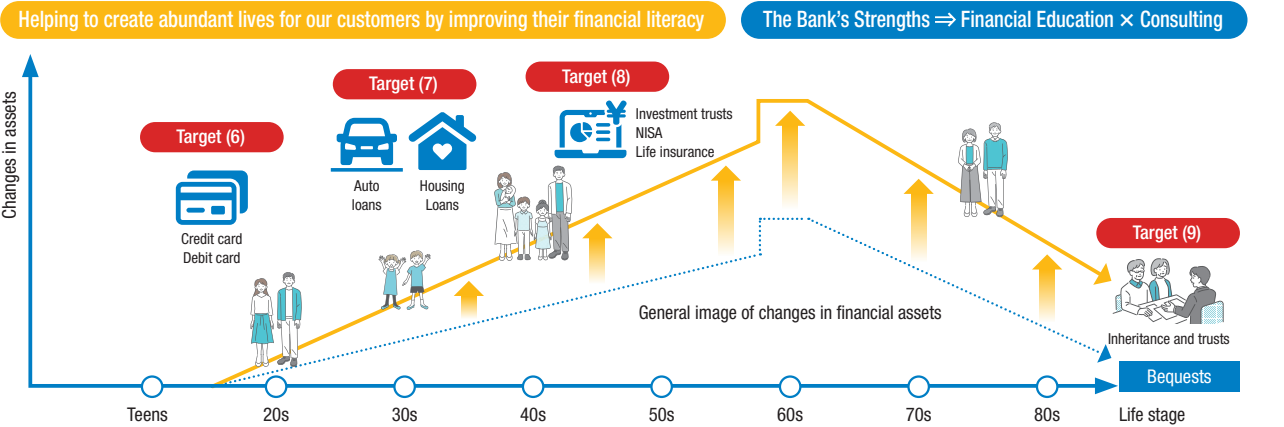 Helping to create abundant lives for our customers by improving their financial literacy
The Bank's Strengths ⇒ Financial Education × Consulting
Changes in assets
Target (6)
Credit card
Debit card
Target (7)
Auto
loans
Housing
Loans
Target (8)
¥
Investment trusts
NISA
Life insurance
General image of changes in financial assets
Target (9)
Inheritance and trusts
Bequests
Teens
20s
30s
40s
50s
60s
70s
80s
Life stage